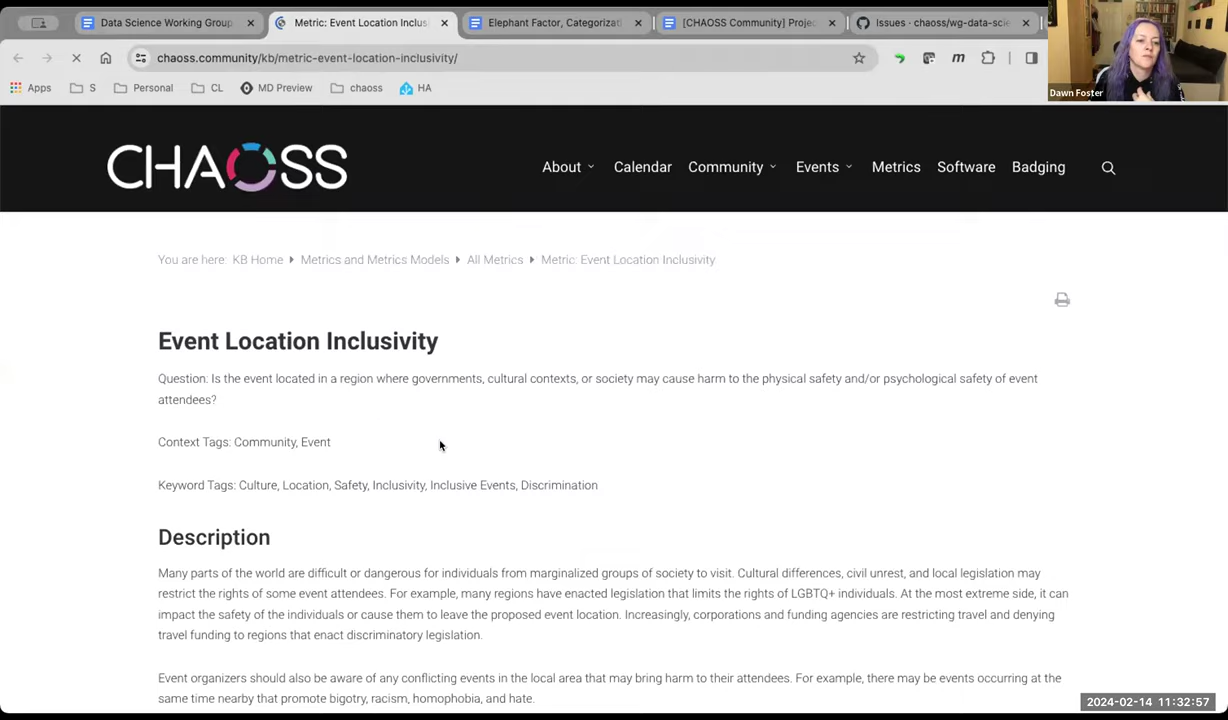 Data Science Working Group
Metric: Event Location Inclus
Elephant Factor, Categorizati
[CHAOSS Community] Projec
Issues · chaoss/wg-data-scie
chaoss.community/kb/metric-event-location-inclusivity/
Apps
S
Personal
CL
MD Preview
chaoss
HA
Dawn Foster
CHAOSS
About
Calendar
Community
Events
Metrics
Software
Badging
You are here: KB Home
Metrics and Metrics Models
All Metrics
Metric: Event Location Inclusivity
Event Location Inclusivity
Question: Is the event located in a region where governments, cultural contexts, or society may cause harm to the physical safety and/or psychological safety of event
attendees?
Context Tags: Community, Event
Keyword Tags: Culture, Location, Safety, Inclusivity, Inclusive Events, Discrimination
Description
Many parts of the world are difficult or dangerous for individuals from marginalized groups of society to visit. Cultural differences, civil unrest, and local legislation may
restrict the rights of some event attendees. For example, many regions have enacted legislation that limits the rights of LGBTQ+ individuals. At the most extreme side, it can
impact the safety of the individuals or cause them to leave the proposed event location. Increasingly, corporations and funding agencies are restricting travel and denying
travel funding to regions that enact discriminatory legislation.
Event organizers should also be aware of any conflicting events in the local area that may bring harm to their attendees. For example, there may be events occurring at the
same time nearby that promote bigotry, racism, homophobia, and hate.
2024-02-14 11:32:57